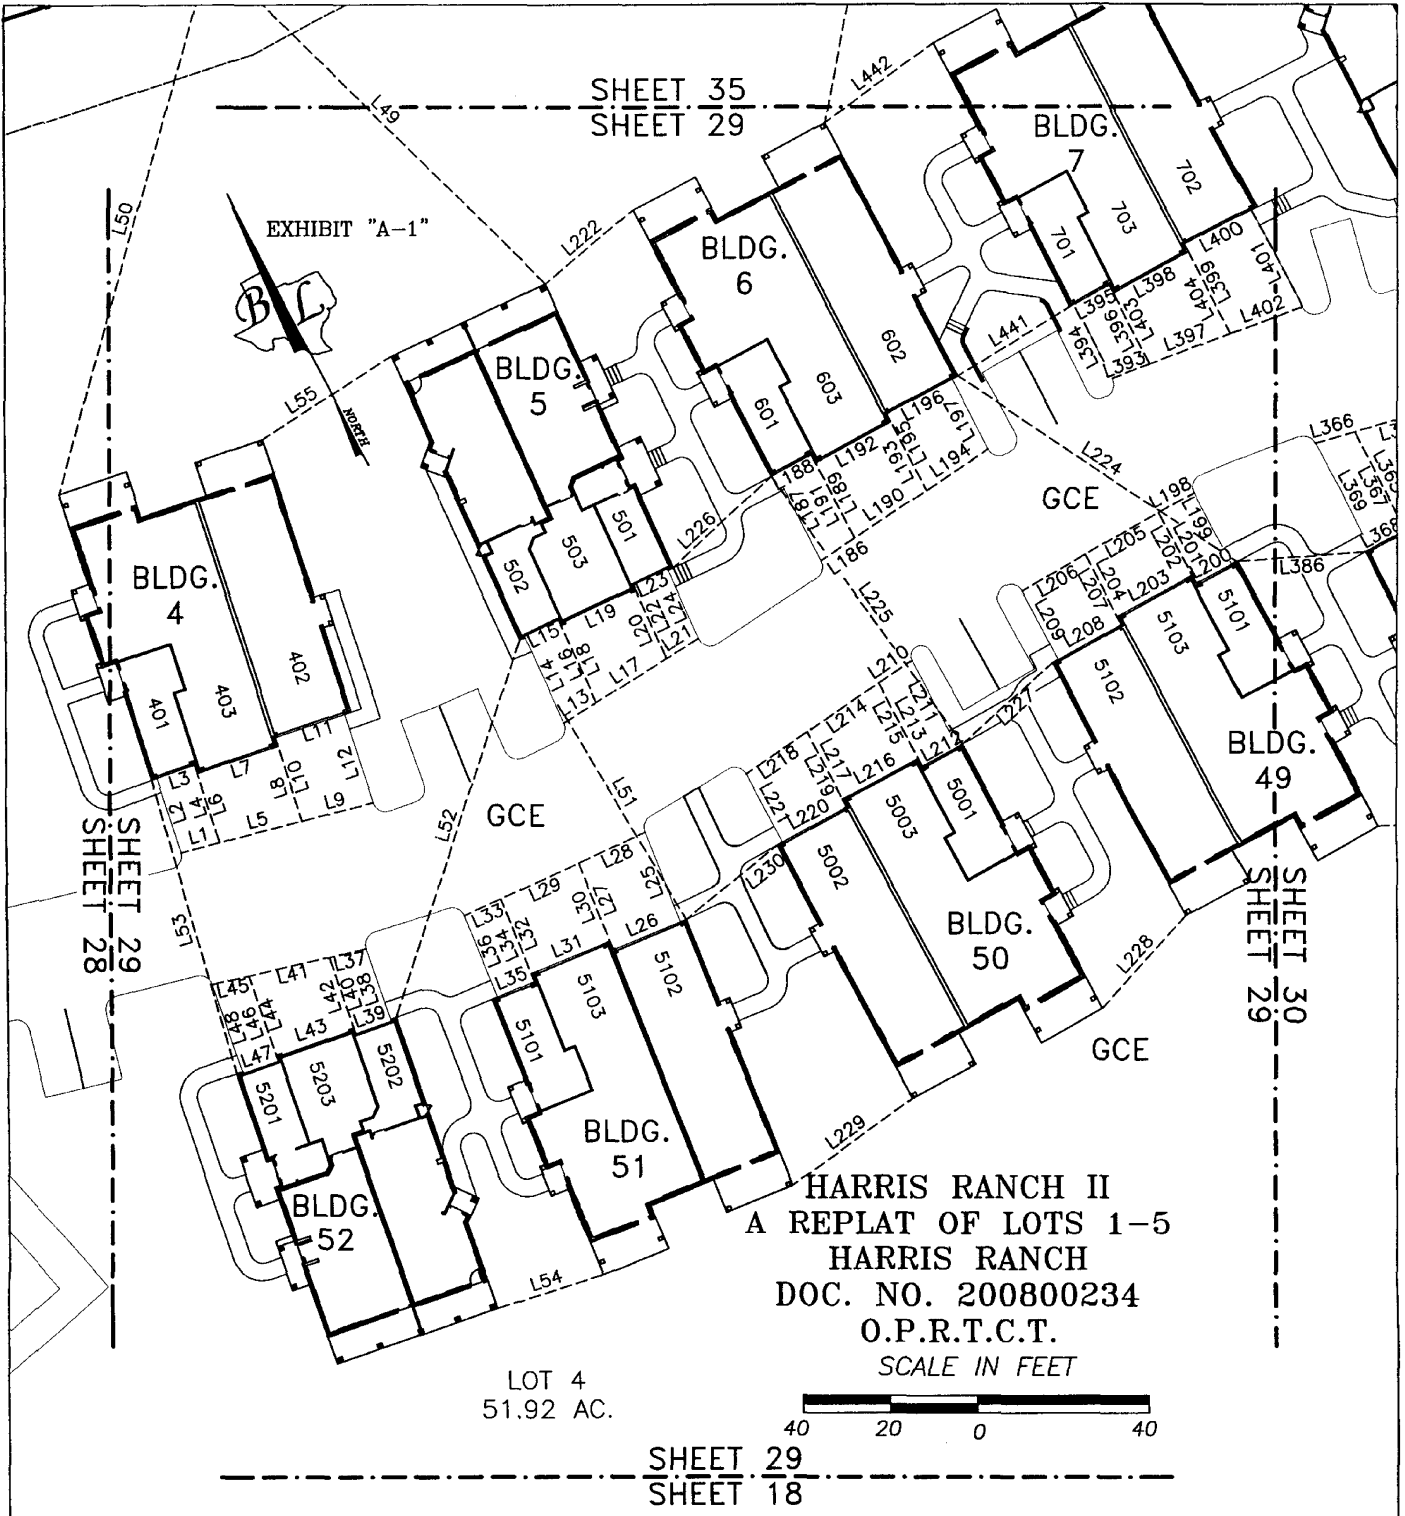 SHEET 35
SHEET 29
EXHIBIT "A-1"
B L
NORTH
L50
L49
L442
L222
L55
BLDG.
7
702
703
701
L400
L401
L398
L399
L404
L402
L395
L394
L396
L403
L397
L393
L441
BLDG.
6
602
603
601
L196
L197
L195
L192
L193
L194
L188
L187
L191
L189
L190
L186
BLDG.
5
501
503
502
L226
L23
L24
L22
L20
L21
L19
L15
L14
L16
L18
L17
L13
BLDG.
4
401
403
402
L3
L2
L4
L6
L1
L7
L5
L8
L10
L11
L12
L9
L224
GCE
L366
L369
L367
L368
L386
L198
L199
L205
L202
L201
L200
L206
L204
L207
L203
L209
L208
L225
L210
L211
L214
L213
L215
L212
L218
L217
L219
L216
L220
L227
5101
5103
5102
BLDG.
49
SHEET 29
SHEET 28
L53
L52
GCE
L51
L28
L25
L29
L27
L30
L26
L33
L32
L34
L36
L31
L35
L230
5001
5003
5002
BLDG.
50
L228
GCE
SHEET 30
SHEET 29
L45
L41
L37
L48
L46
L44
L42
L40
L38
L39
L43
L47
5201
5203
5202
BLDG.
52
5101
5103
5102
BLDG.
51
L54
L229
HARRIS RANCH II
A REPLAT OF LOTS 1-5
HARRIS RANCH
DOC. NO. 200800234
O.P.R.T.C.T.
SCALE IN FEET
40 20 0 40
LOT 4
51.92 AC.
SHEET 29
SHEET 18